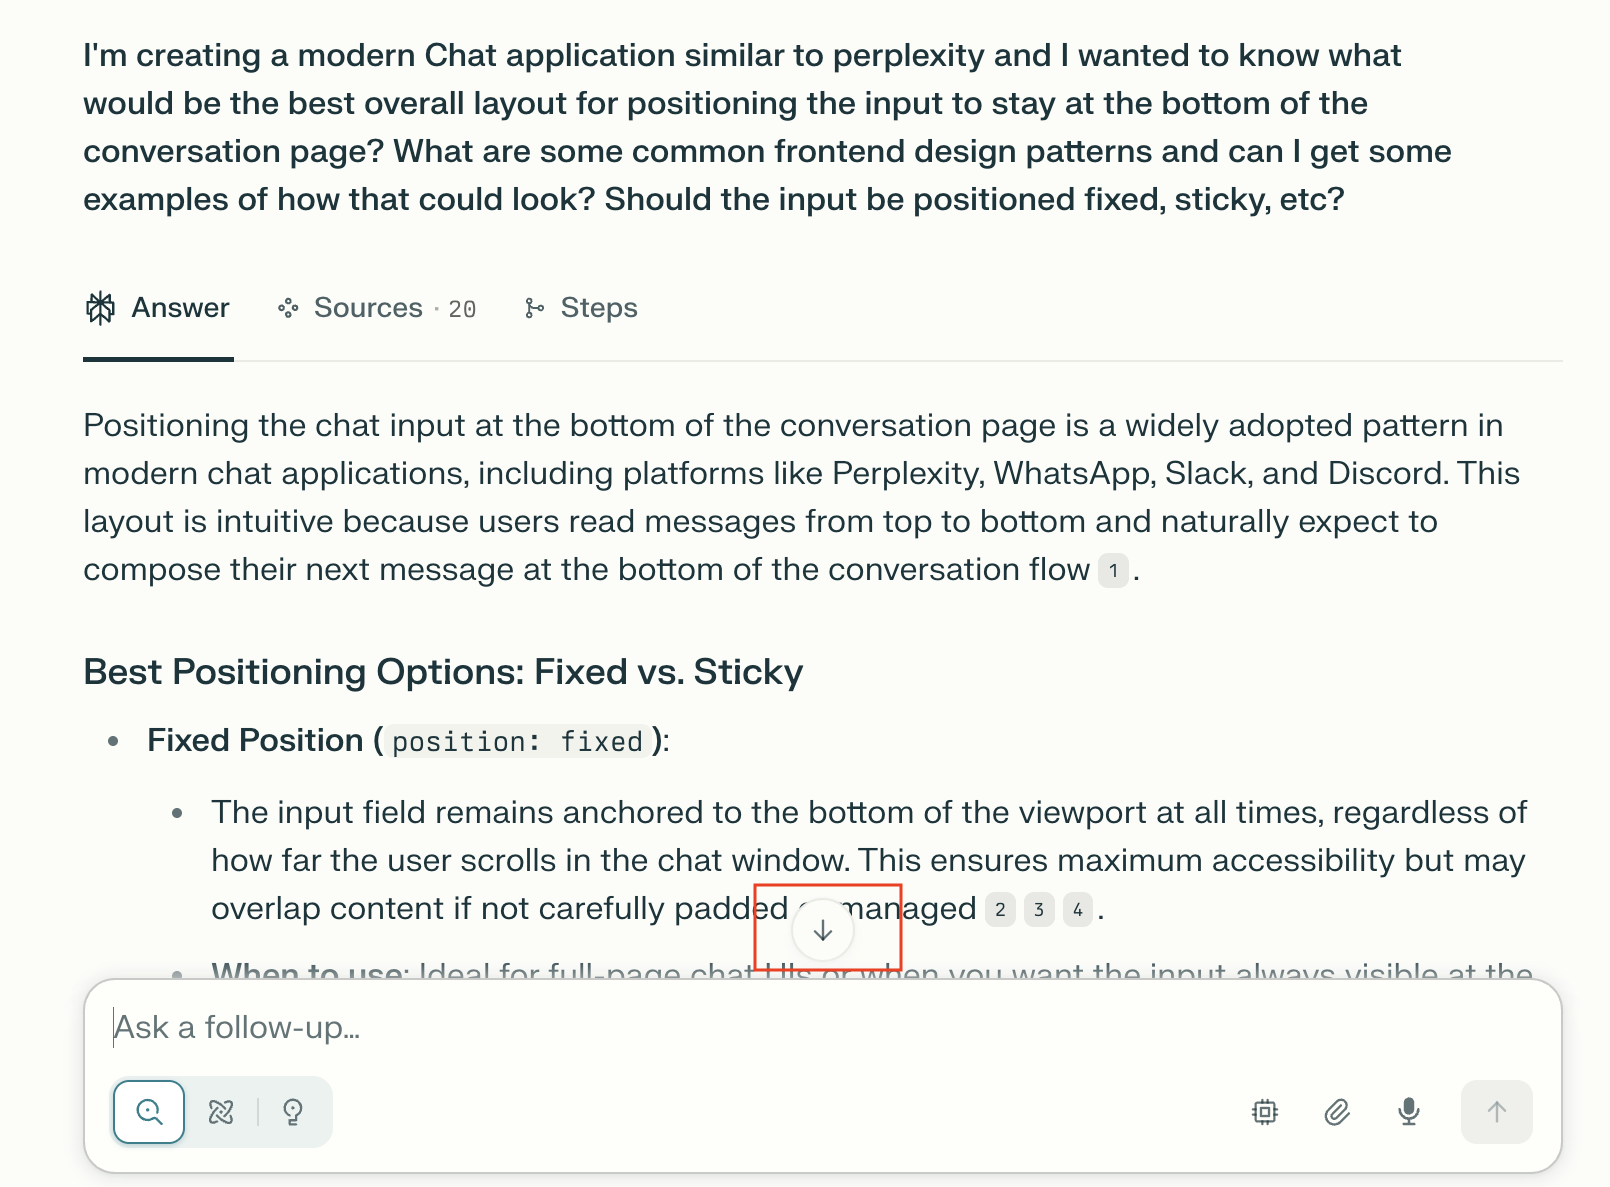 I'm creating a modern Chat application similar to perplexity and I wanted to know what
would be the best overall layout for positioning the input to stay at the bottom of the
conversation page? What are some common frontend design patterns and can I get some
examples of how that could look? Should the input be positioned fixed, sticky, etc?
Answer Sources · 20 Steps
Positioning the chat input at the bottom of the conversation page is a widely adopted pattern in
modern chat applications, including platforms like Perplexity, WhatsApp, Slack, and Discord. This
layout is intuitive because users read messages from top to bottom and naturally expect to
compose their next message at the bottom of the conversation flow 1 .
Best Positioning Options: Fixed vs. Sticky
• Fixed Position (position: fixed):
• The input field remains anchored to the bottom of the viewport at all times, regardless of
how far the user scrolls in the chat window. This ensures maximum accessibility but may
overlap content if not carefully padded managed 2 3 4 .
• When to use: Ideal for full-page chat UIs or when you want the input always visible at the
Ask a follow-up...